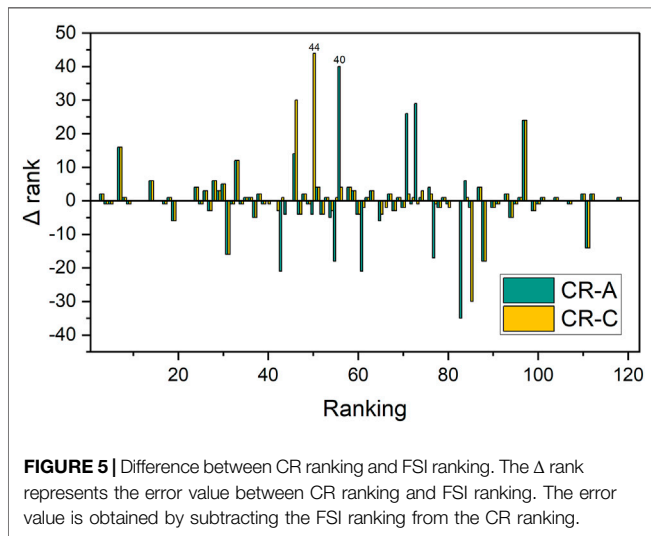 50
44
40
40
30
20
10
0
-10
-20
-30
-40
Δ rank
CR-A
CR-C
20
40
60
80
100
120
Ranking
FIGURE 5 | Difference between CR ranking and FSI ranking. The Δ rank
represents the error value between CR ranking and FSI ranking. The error
value is obtained by subtracting the FSI ranking from the CR ranking.